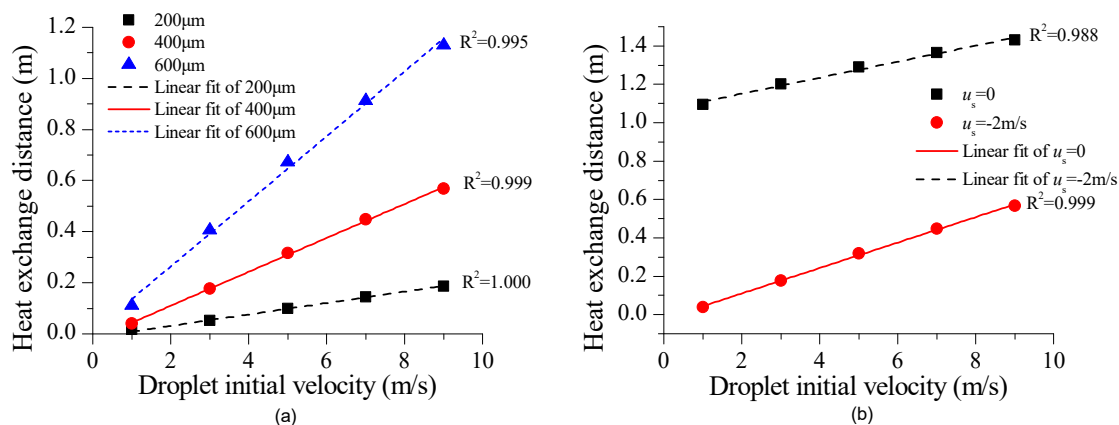 200μm
400μm
600μm
Linear fit of 200μm
Linear fit of 400μm
Linear fit of 600μm
R²=0.995
R²=0.999
R²=1.000
1.2
1.0
0.8
0.6
0.4
0.2
0.0
Heat exchange distance (m)
0 2 4 6 8 10
Droplet initial velocity (m/s)
(a)
R²=0.988
u_s=0
u_s=-2m/s
Linear fit of u_s=0
Linear fit of u_s=-2m/s
R²=0.999
1.4
1.2
1.0
0.8
0.6
0.4
0.2
0.0
Heat exchange distance (m)
0 2 4 6 8 10
Droplet initial velocity (m/s)
(b)